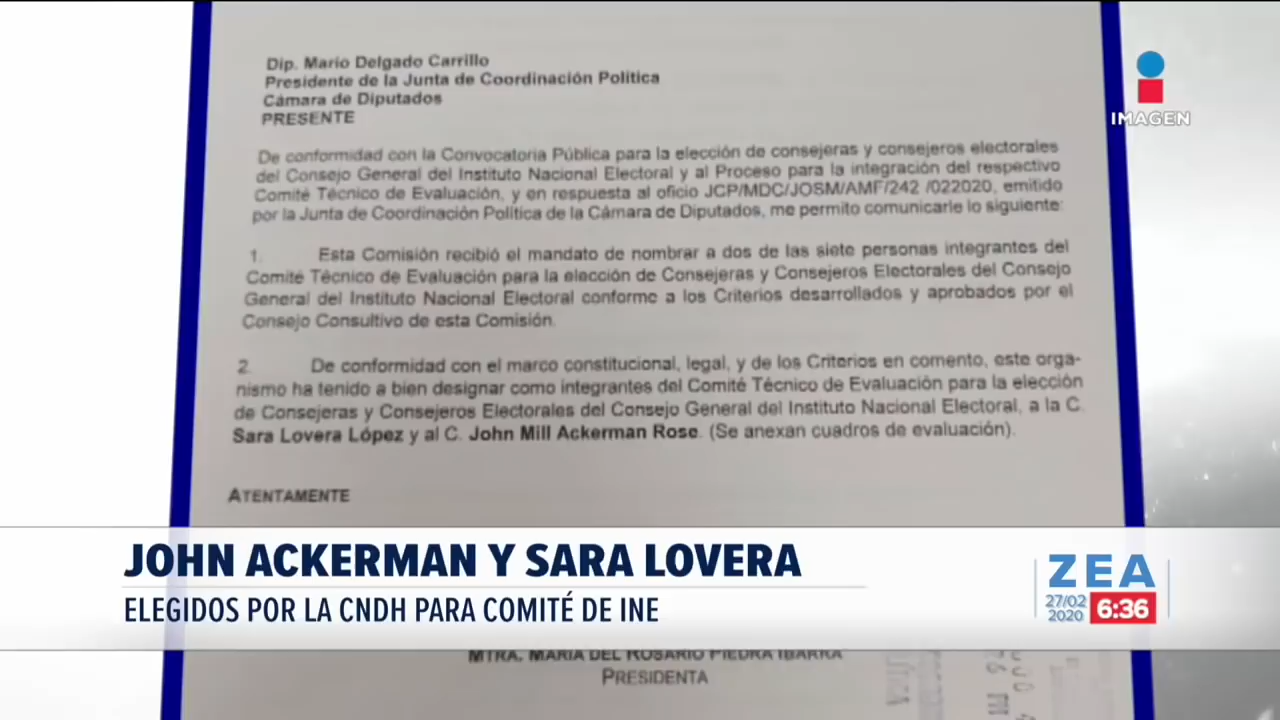 Dip. Mario Delgado Carrillo
Presidente de la Junta de Coordinación Política
Cámara de Diputados
PRESENTE
IMAGEN
De conformidad con la Convocatoria Pública para la elección de consejeras y consejeros electorales
del Consejo General del Instituto Nacional Electoral y al Proceso para la integración del respectivo
Comité Técnico de Evaluación, y en respuesta al oficio JCP/MDC/JOSM/AMF/242 /022020, emitido
por la Junta de Coordinación Política de la Cámara de Diputados, me permito comunicarle lo siguiente:
1. Esta Comisión recibió el mandato de nombrar a dos de las siete personas integrantes del
Comité Técnico de Evaluación para la elección de Consejeras y Consejeros Electorales del Consejo
General del Instituto Nacional Electoral conforme a los Criterios desarrollados y aprobados por el
Consejo Consultivo de esta Comisión.
2. De conformidad con el marco constitucional, legal, y de los Criterios en comento, este orga-
nismo ha tenido a bien designar como integrantes del Comité Técnico de Evaluación para la elección
de Consejeras y Consejeros Electorales del Consejo General del Instituto Nacional Electoral, a la C.
Sara Lovera López y al C. John Mill Ackerman Rose. (Se anexan cuadros de evaluación).
ATENTAMENTE
JOHN ACKERMAN Y SARA LOVERA
ELEGIDOS POR LA CNDH PARA COMITÉ DE INE
ZEA
27/02
2020
6:36
MTRA. MARÍA DEL ROSARIO PIEDRA IBARRA
PRESIDENTA